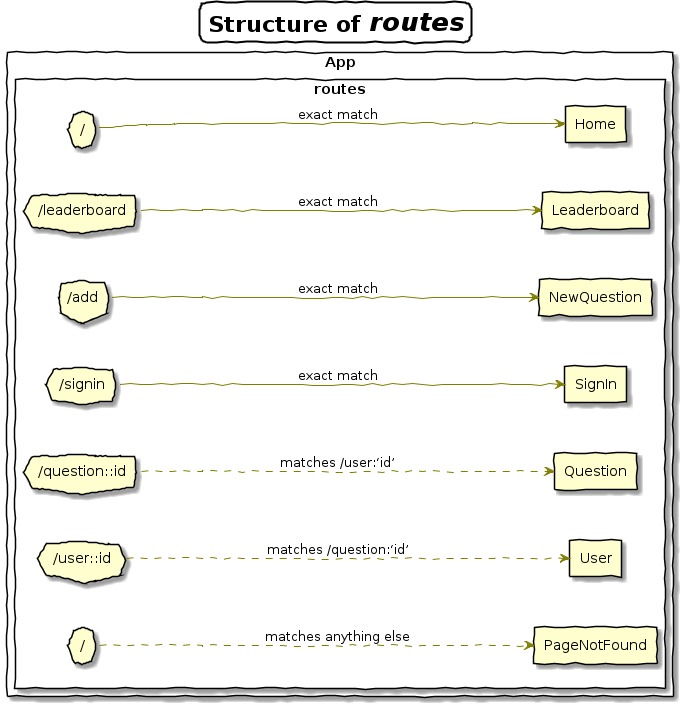 Structure of routes
App
routes
/ exact match Home
/leaderboard exact match Leaderboard
/add exact match NewQuestion
/signin exact match SignIn
/question::id matches /user:‘id’ Question
/user::id matches /question:‘id’ User
/ matches anything else PageNotFound